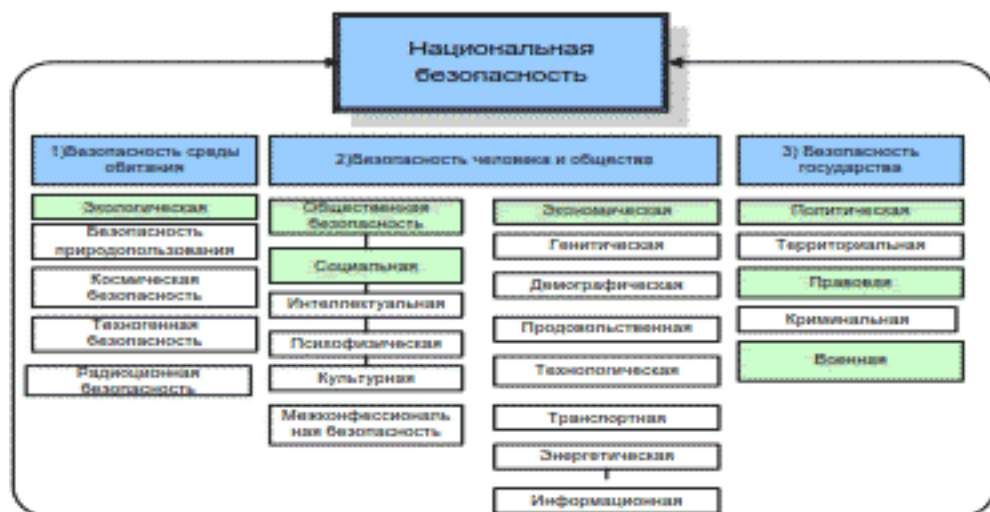 Национальная
безопасность
1)Безопасность среды
обитания
2)Безопасность человека и общества
3) Безопасность
государства
Экологическая
Безопасность
природопользования
Космическая
безопасность
Техногенная
безопасность
Радиоционная
безопасность
Общественная
безопасность
Социальная
Интеллектуальная
Психофизическая
Культурная
Межконфессиональ
ная безопасность
Экономическая
Генитическая
Демографическая
Продовольственная
Технологическая
Транспортная
Энергетическая
Информационная
Политическая
Территориальная
Правовая
Криминальная
Военная